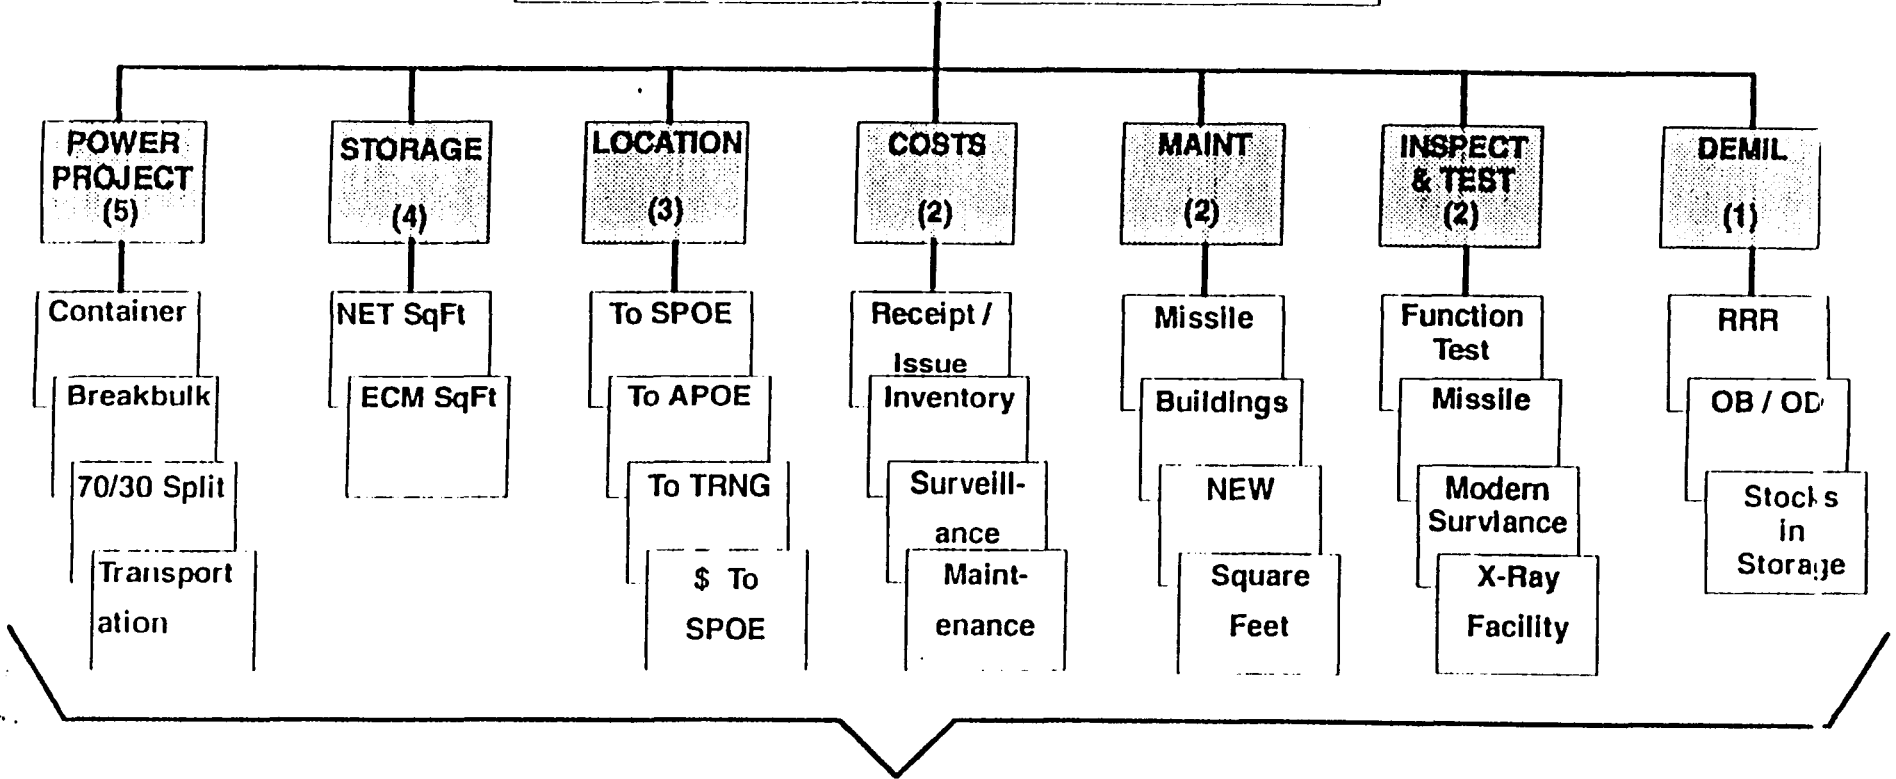 POWER
PROJECT
(5)
STORAGE
(4)
LOCATION
(3)
COSTS
(2)
MAINT
(2)
INSPECT
& TEST
(2)
DEMIL
(1)
Container
Breakbulk
70/30 Split
Transport
ation
NET SqFt
ECM SqFt
To SPOE
To APOE
To TRNG
$ To
SPOE
Receipt /
Issue
Inventory
Surveill-
ance
Maint-
enance
Missile
Buildings
NEW
Square
Feet
Function
Test
Missile
Modern
Survlance
X-Ray
Facility
RRR
OB / OD
Stocks
in
Storage